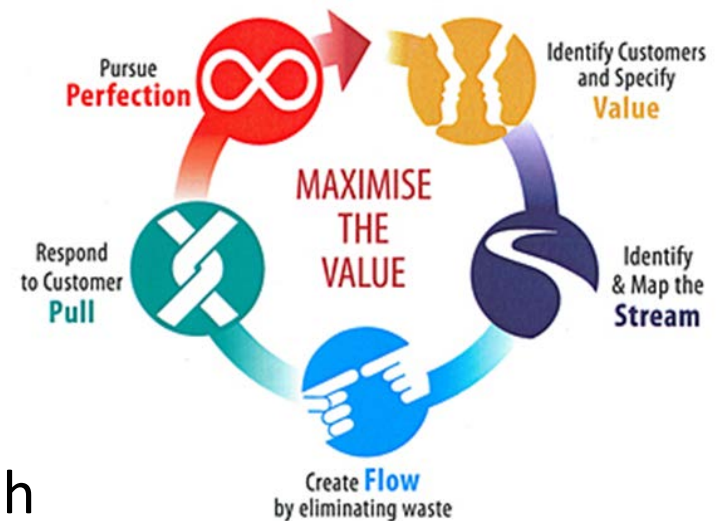 Pursue
Perfection
Identify Customers
and Specify
Value
MAXIMISE
THE
VALUE
Respond
to Customer
Pull
Identify
& Map the
Stream
Create Flow
by eliminating waste
h